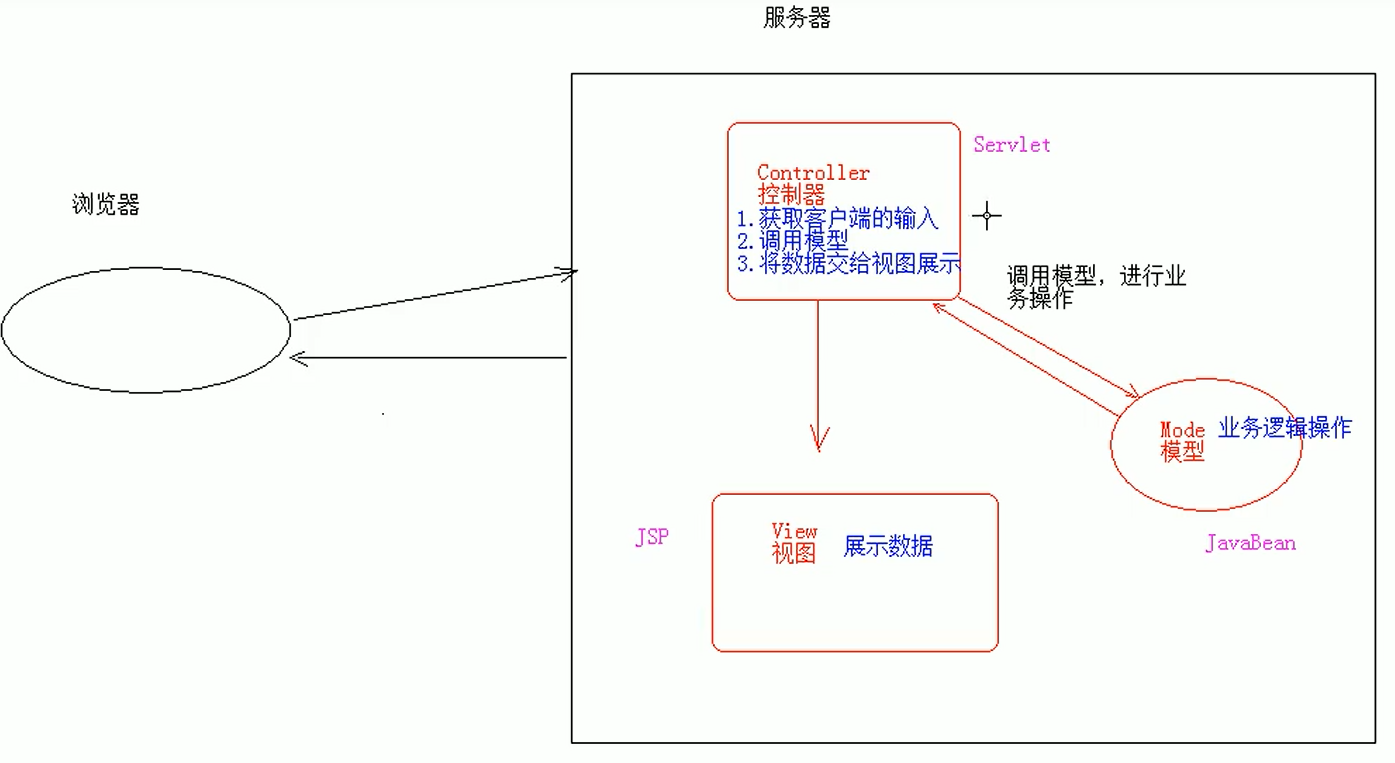 服务器
浏览器
Servlet
Controller
控制器
1.获取客户端的输入
2.调用模型
3.将数据交给视图展示
调用模型，进行业
务操作
Mode
模型
业务逻辑操作
JavaBean
JSP
View
视图
展示数据